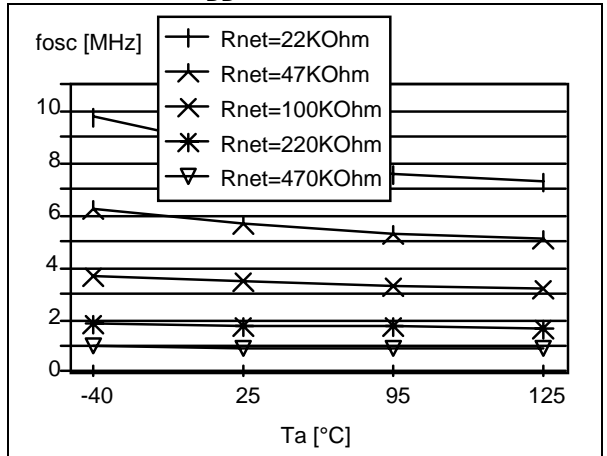 fosc [MHz]
Rnet=22KOhm
Rnet=47KOhm
Rnet=100KOhm
Rnet=220KOhm
Rnet=470KOhm
10
8
6
4
2
0
-40 25 95 125
Ta [°C]